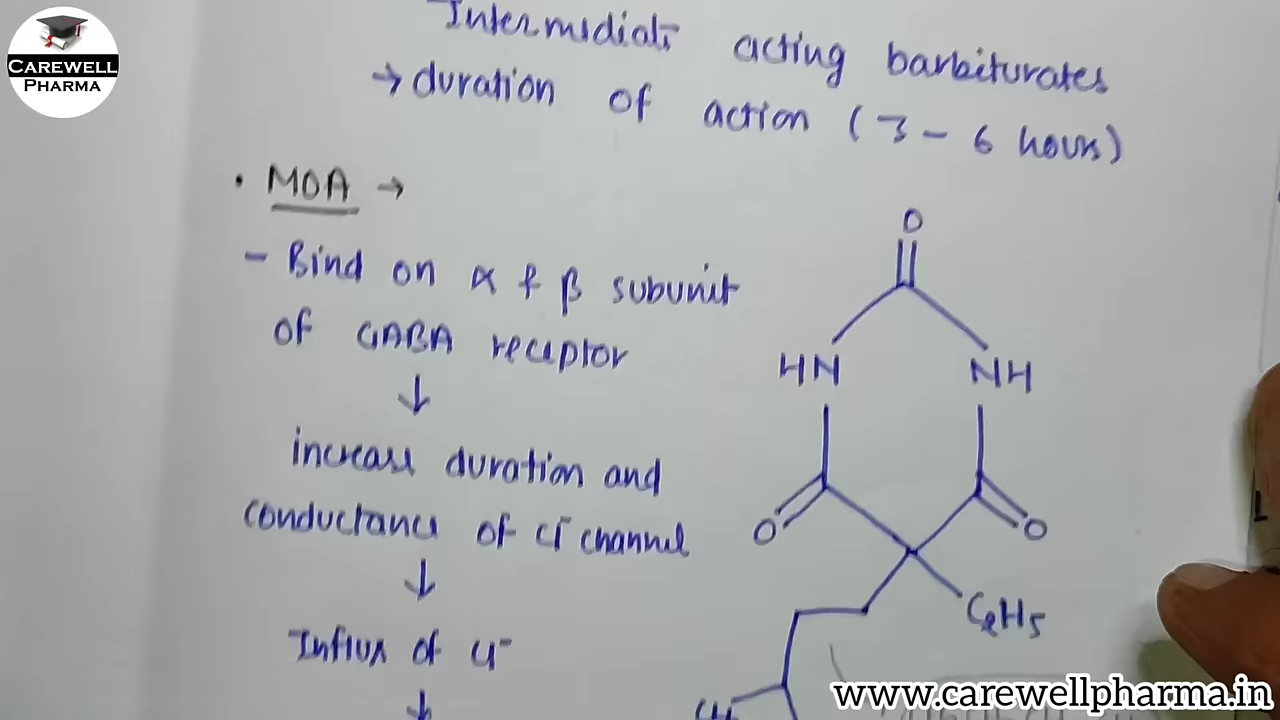 CAREWELL
PHARMA
Intermediate acting barbiturates
→ duration of action (3 - 6 hours)
• MOA →
- Bind on α & β subunit
of GABA receptor
↓
increase duration and
conductance of Cl⁻ channel
↓
Influx of Cl⁻
↓
O
HN
NH
O
O
C₂H₅
CH
www.carewellpharma.in